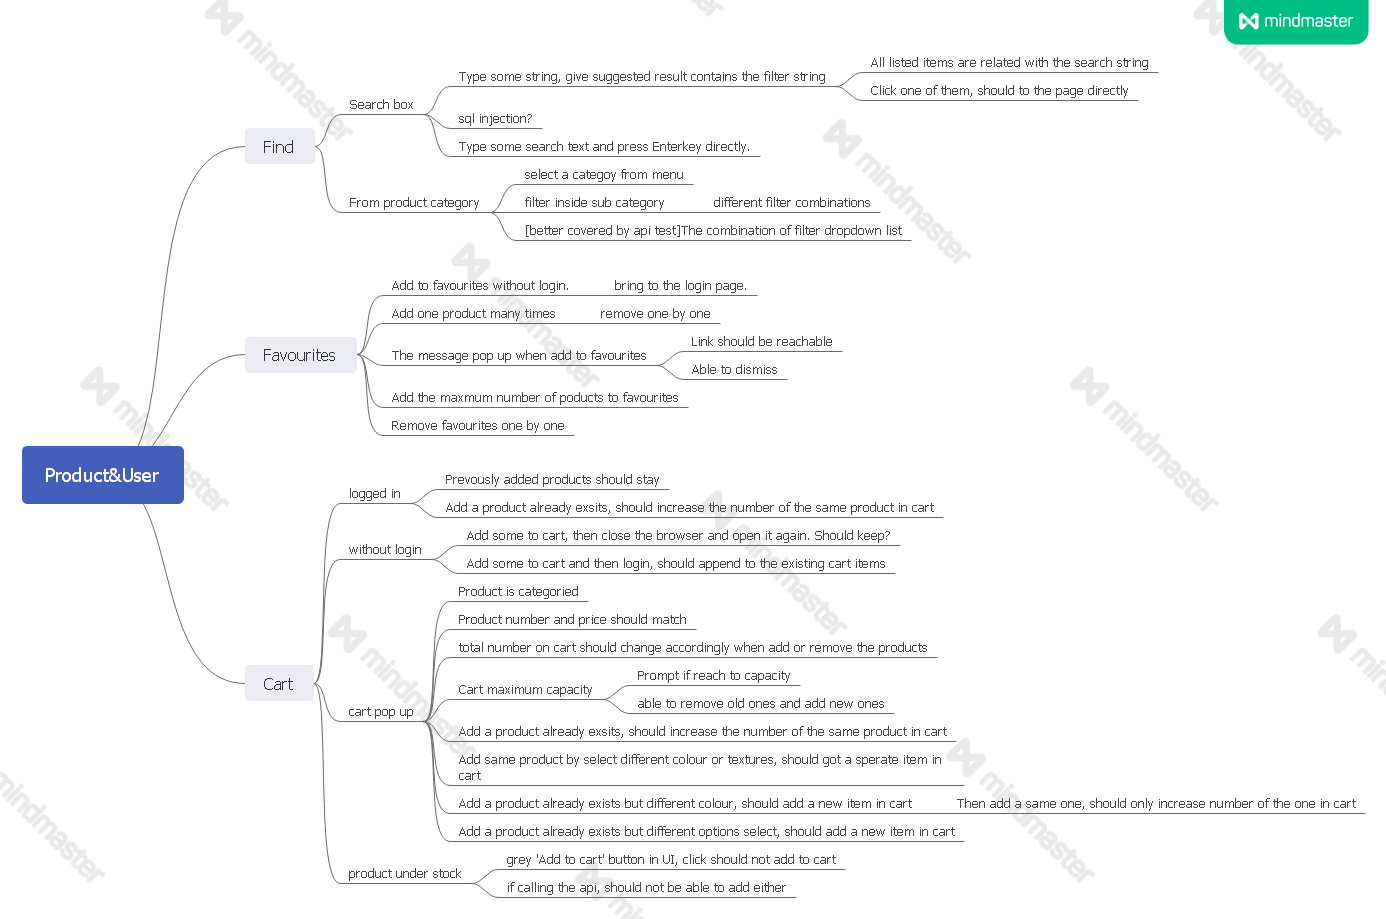 mindmaster
Product&User
Find
Search box
Type some string, give suggested result contains the filter string
All listed items are related with the search string
Click one of them, should to the page directly
sql injection?
Type some search text and press Enterkey directly.
From product category
select a categoy from menu
filter inside sub category
different filter combinations
[better covered by api test]The combination of filter dropdown list
Favourites
Add to favourites without login.
bring to the login page.
Add one product many times
remove one by one
The message pop up when add to favourites
Link should be reachable
Able to dismiss
Add the maxmum number of poducts to favourites
Remove favourites one by one
Cart
logged in
Prevously added products should stay
Add a product already exsits, should increase the number of the same product in cart
without login
Add some to cart, then close the browser and open it again. Should keep?
Add some to cart and then login, should append to the existing cart items
cart pop up
Product is categoried
Product number and price should match
total number on cart should change accordingly when add or remove the products
Cart maximum capacity
Prompt if reach to capacity
able to remove old ones and add new ones
Add a product already exsits, should increase the number of the same product in cart
Add same product by select different colour or textures, should got a sperate item in
cart
Add a product already exists but different colour, should add a new item in cart
Then add a same one, should only increase number of the one in cart
Add a product already exists but different options select, should add a new item in cart
product under stock
grey 'Add to cart' button in UI, click should not add to cart
if calling the api, should not be able to add either